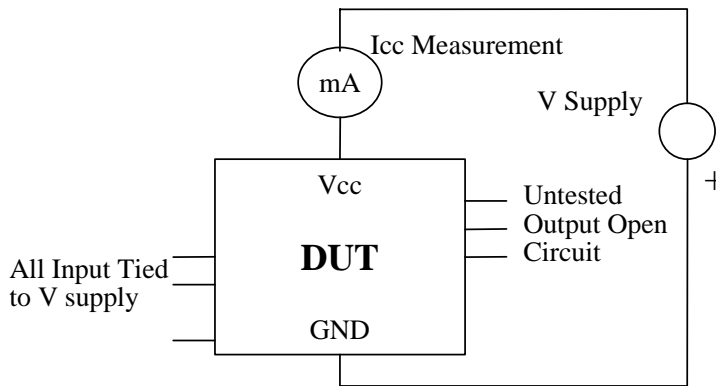 Icc Measurement
mA
V Supply
+
Vcc
Untested
Output Open
Circuit
DUT
All Input Tied
to V supply
GND